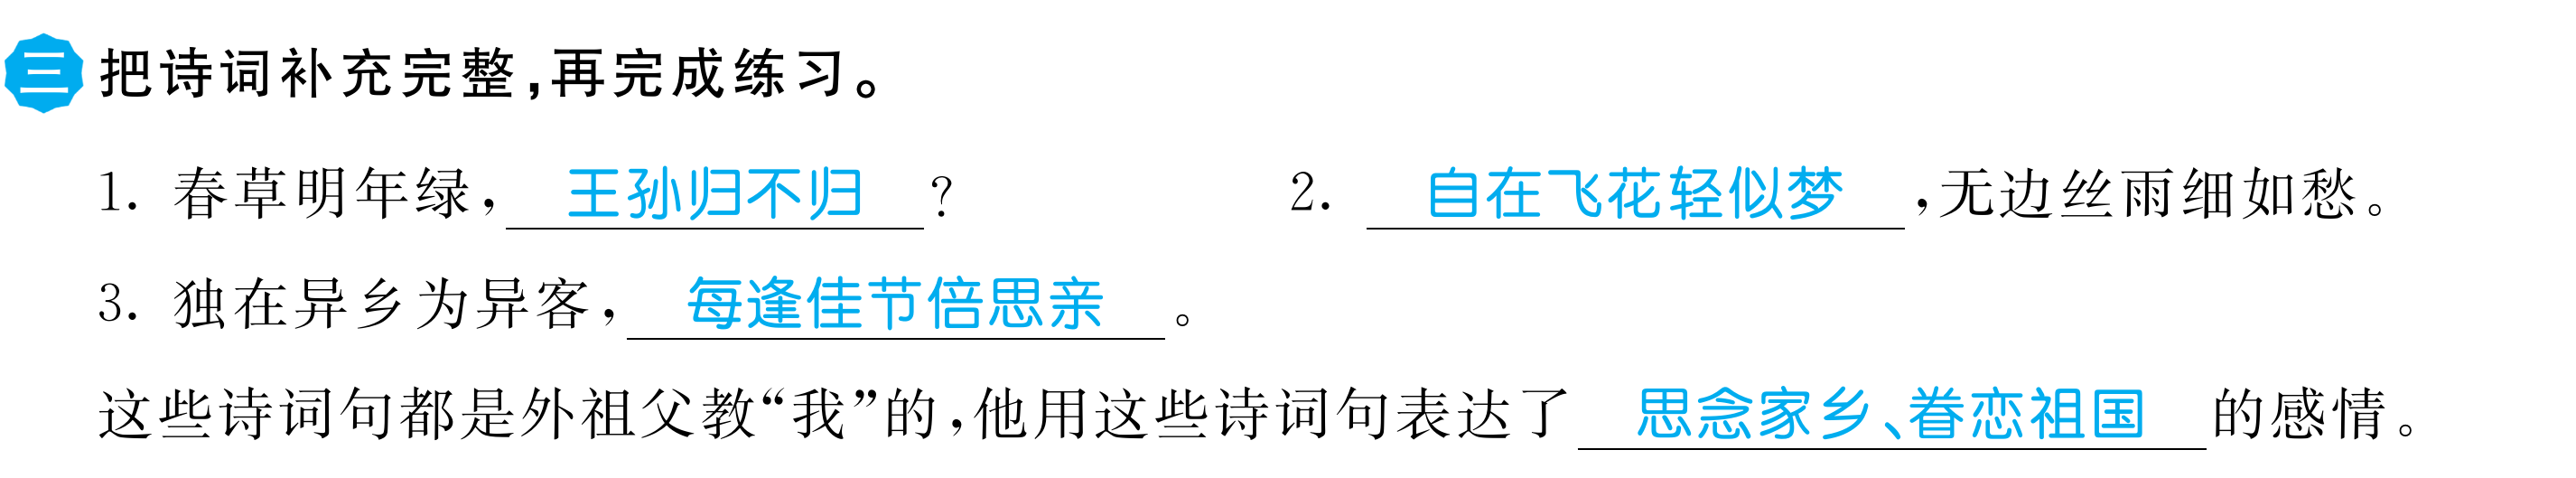 三 把诗词补充完整,再完成练习。
1. 春草明年绿, 王孙归不归 ? 2. 自在飞花轻似梦 ,无边丝雨细如愁。
3. 独在异乡为异客, 每逢佳节倍思亲 。
这些诗词句都是外祖父教“我”的,他用这些诗词句表达了 思念家乡、眷恋祖国 的感情。